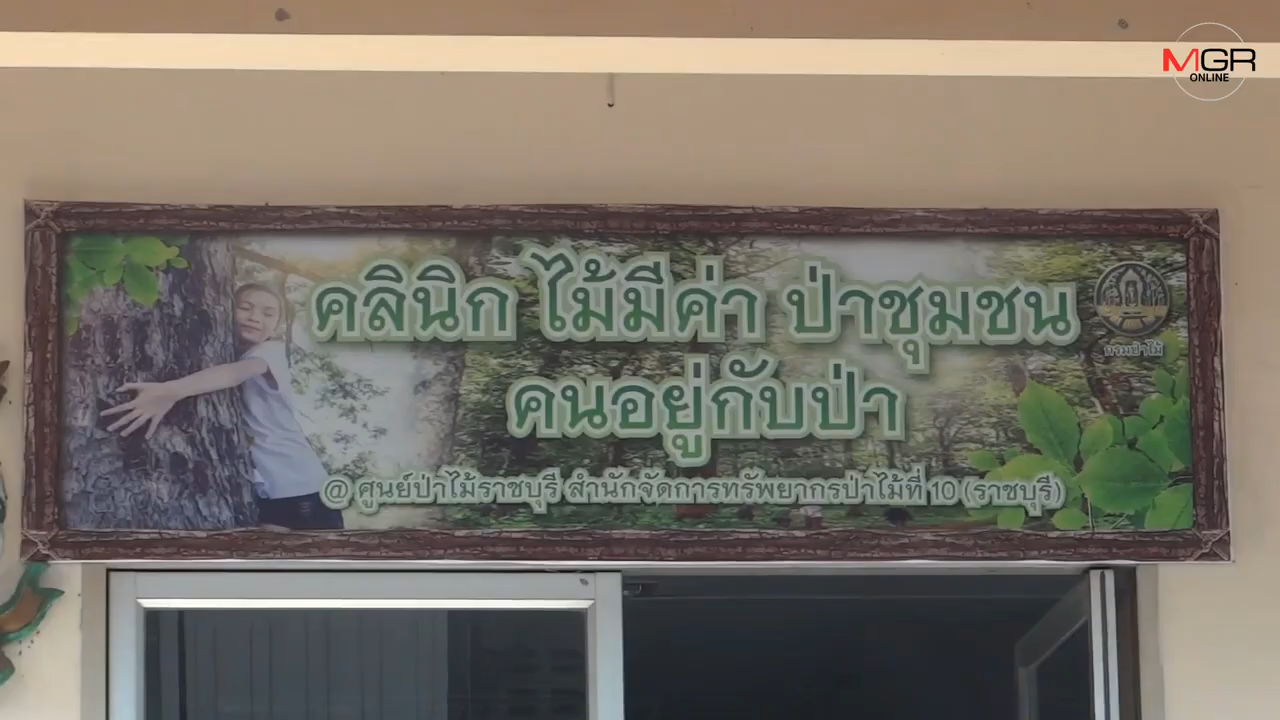 MGR
ONLINE
คลินิก ไม้มีค่า ป่าชุมชน
กรมป่าไม้
คนอยู่กับป่า
@ ศูนย์ป่าไม้ราชบุรี สำนักจัดการทรัพยากรป่าไม้ที่ 10 (ราชบุรี)